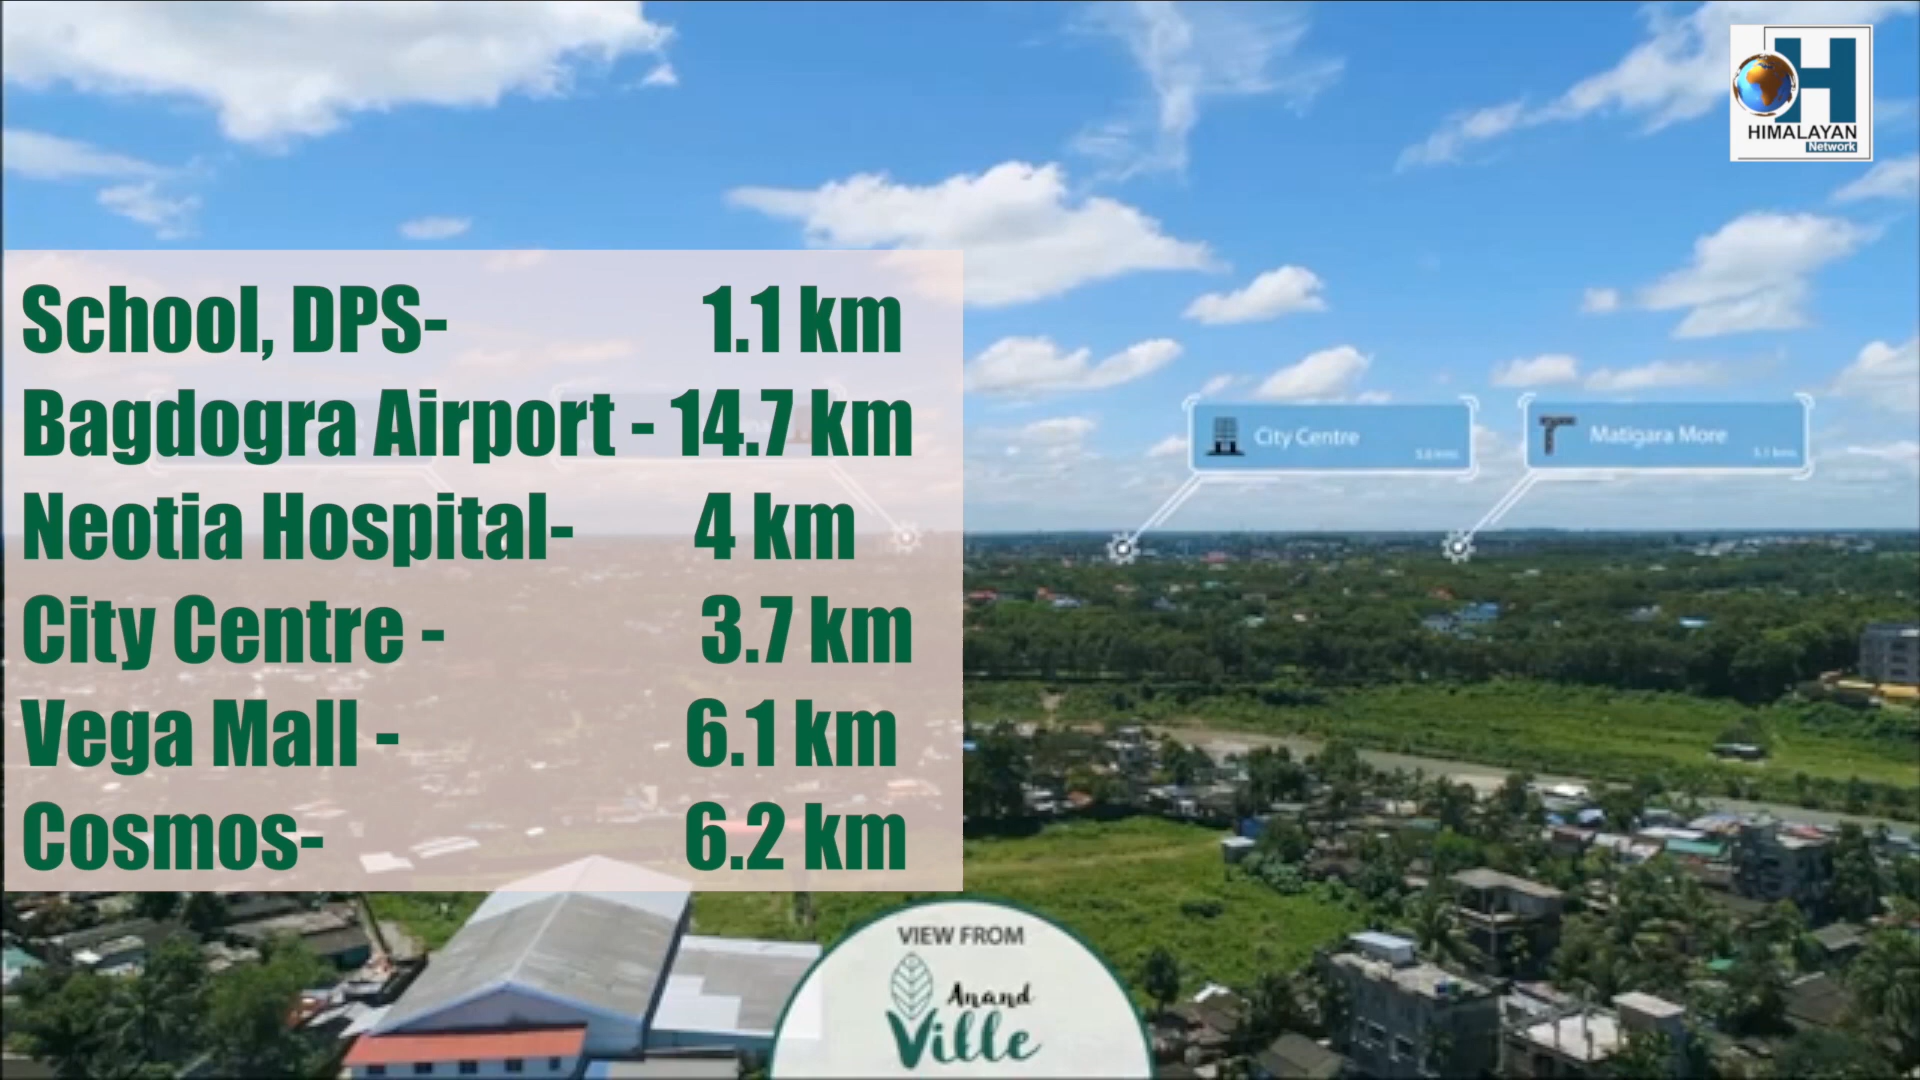 HIMALAYAN
Network
School, DPS- 1.1 km
Bagdogra Airport - 14.7 km
Neotia Hospital- 4 km
City Centre - 3.7 km
Vega Mall - 6.1 km
Cosmos- 6.2 km
City Centre
Matigara More
VIEW FROM
Anand
Ville